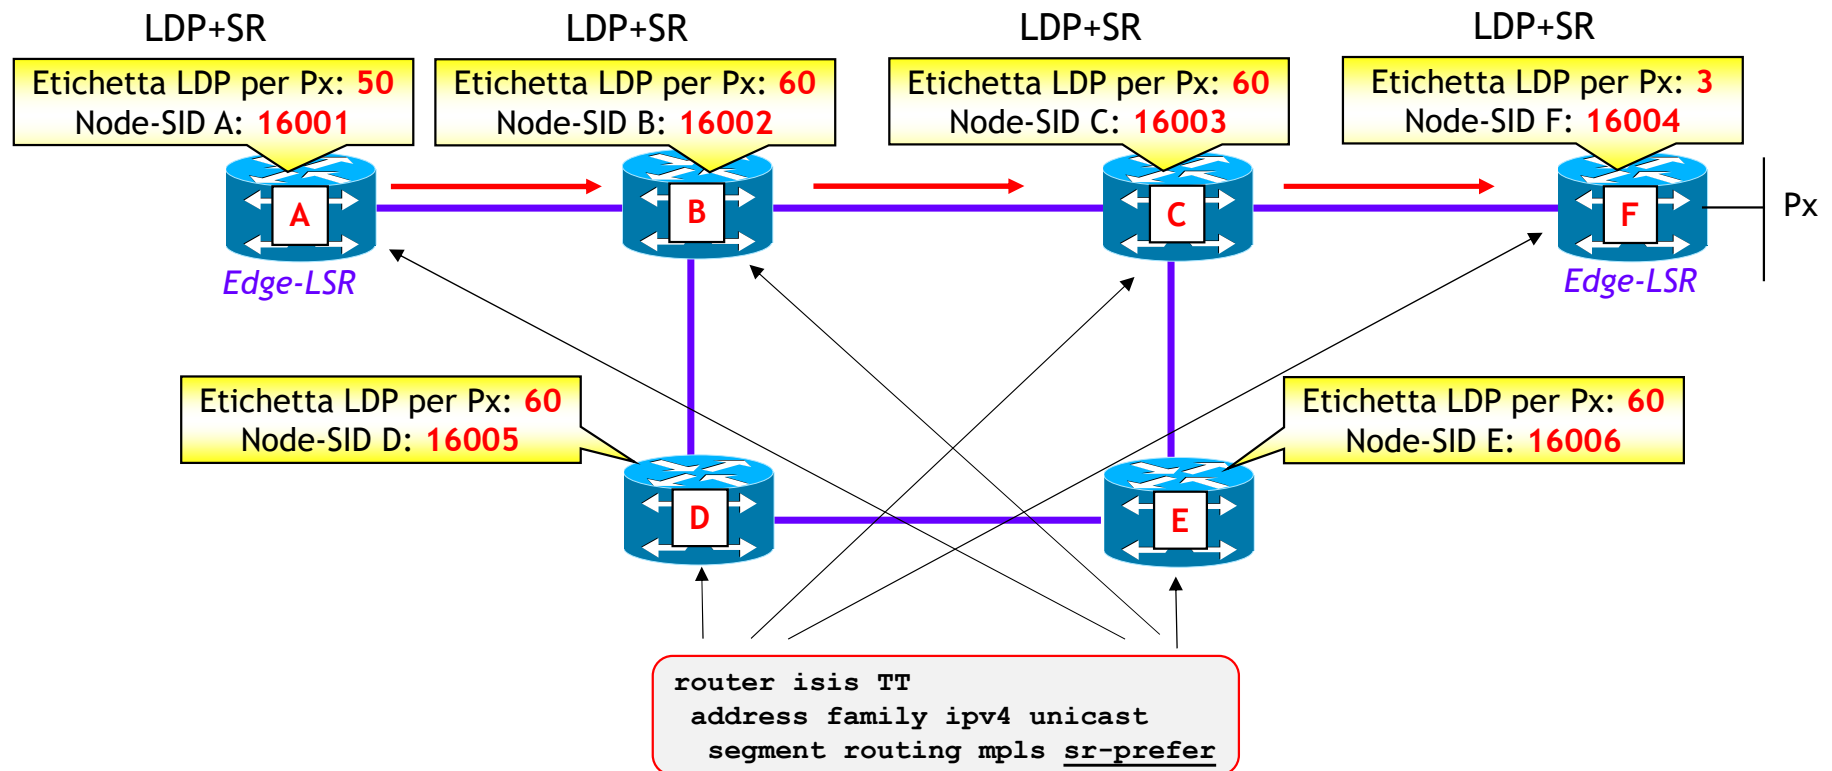 LDP+SR
LDP+SR
LDP+SR
LDP+SR
Etichetta LDP per Px: 50
Node-SID A: 16001
Etichetta LDP per Px: 60
Node-SID B: 16002
Etichetta LDP per Px: 60
Node-SID C: 16003
Etichetta LDP per Px: 3
Node-SID F: 16004
A
B
C
F
Px
Edge-LSR
Edge-LSR
Etichetta LDP per Px: 60
Node-SID D: 16005
Etichetta LDP per Px: 60
Node-SID E: 16006
D
E
router isis TT
address family ipv4 unicast
segment routing mpls sr-prefer